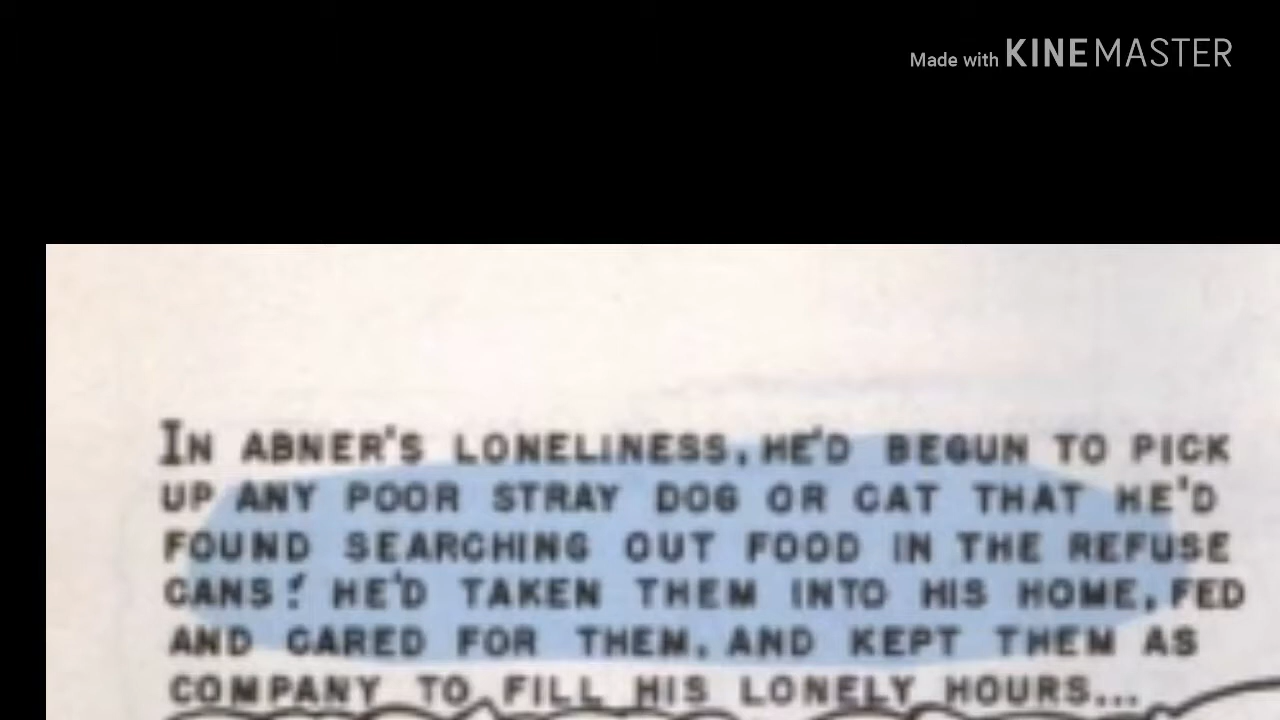 Made with KINEMASTER
IN ABNER'S LONELINESS, HE'D BEGUN TO PICK
UP ANY POOR STRAY DOG OR CAT THAT HE'D
FOUND SEARCHING OUT FOOD IN THE REFUSE
CANS! HE'D TAKEN THEM INTO HIS HOME, FED
AND CARED FOR THEM, AND KEPT THEM AS
COMPANY TO FILL HIS LONELY HOURS...